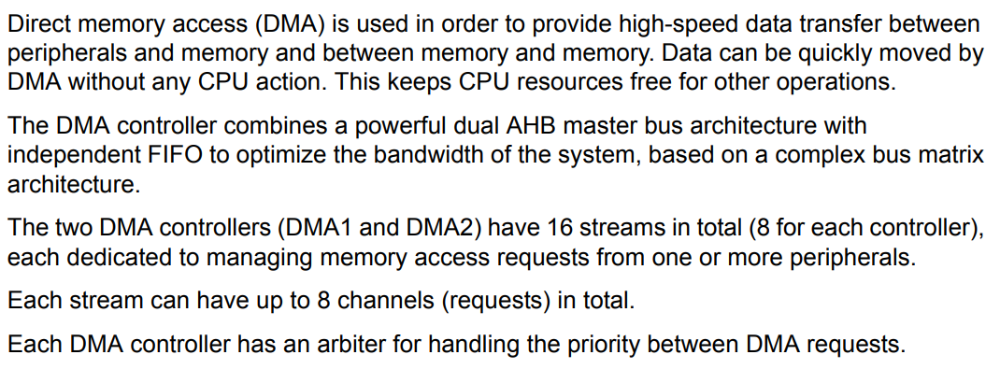 Direct memory access (DMA) is used in order to provide high-speed data transfer between
peripherals and memory and between memory and memory. Data can be quickly moved by
DMA without any CPU action. This keeps CPU resources free for other operations.
The DMA controller combines a powerful dual AHB master bus architecture with
independent FIFO to optimize the bandwidth of the system, based on a complex bus matrix
architecture.
The two DMA controllers (DMA1 and DMA2) have 16 streams in total (8 for each controller),
each dedicated to managing memory access requests from one or more peripherals.
Each stream can have up to 8 channels (requests) in total.
Each DMA controller has an arbiter for handling the priority between DMA requests.